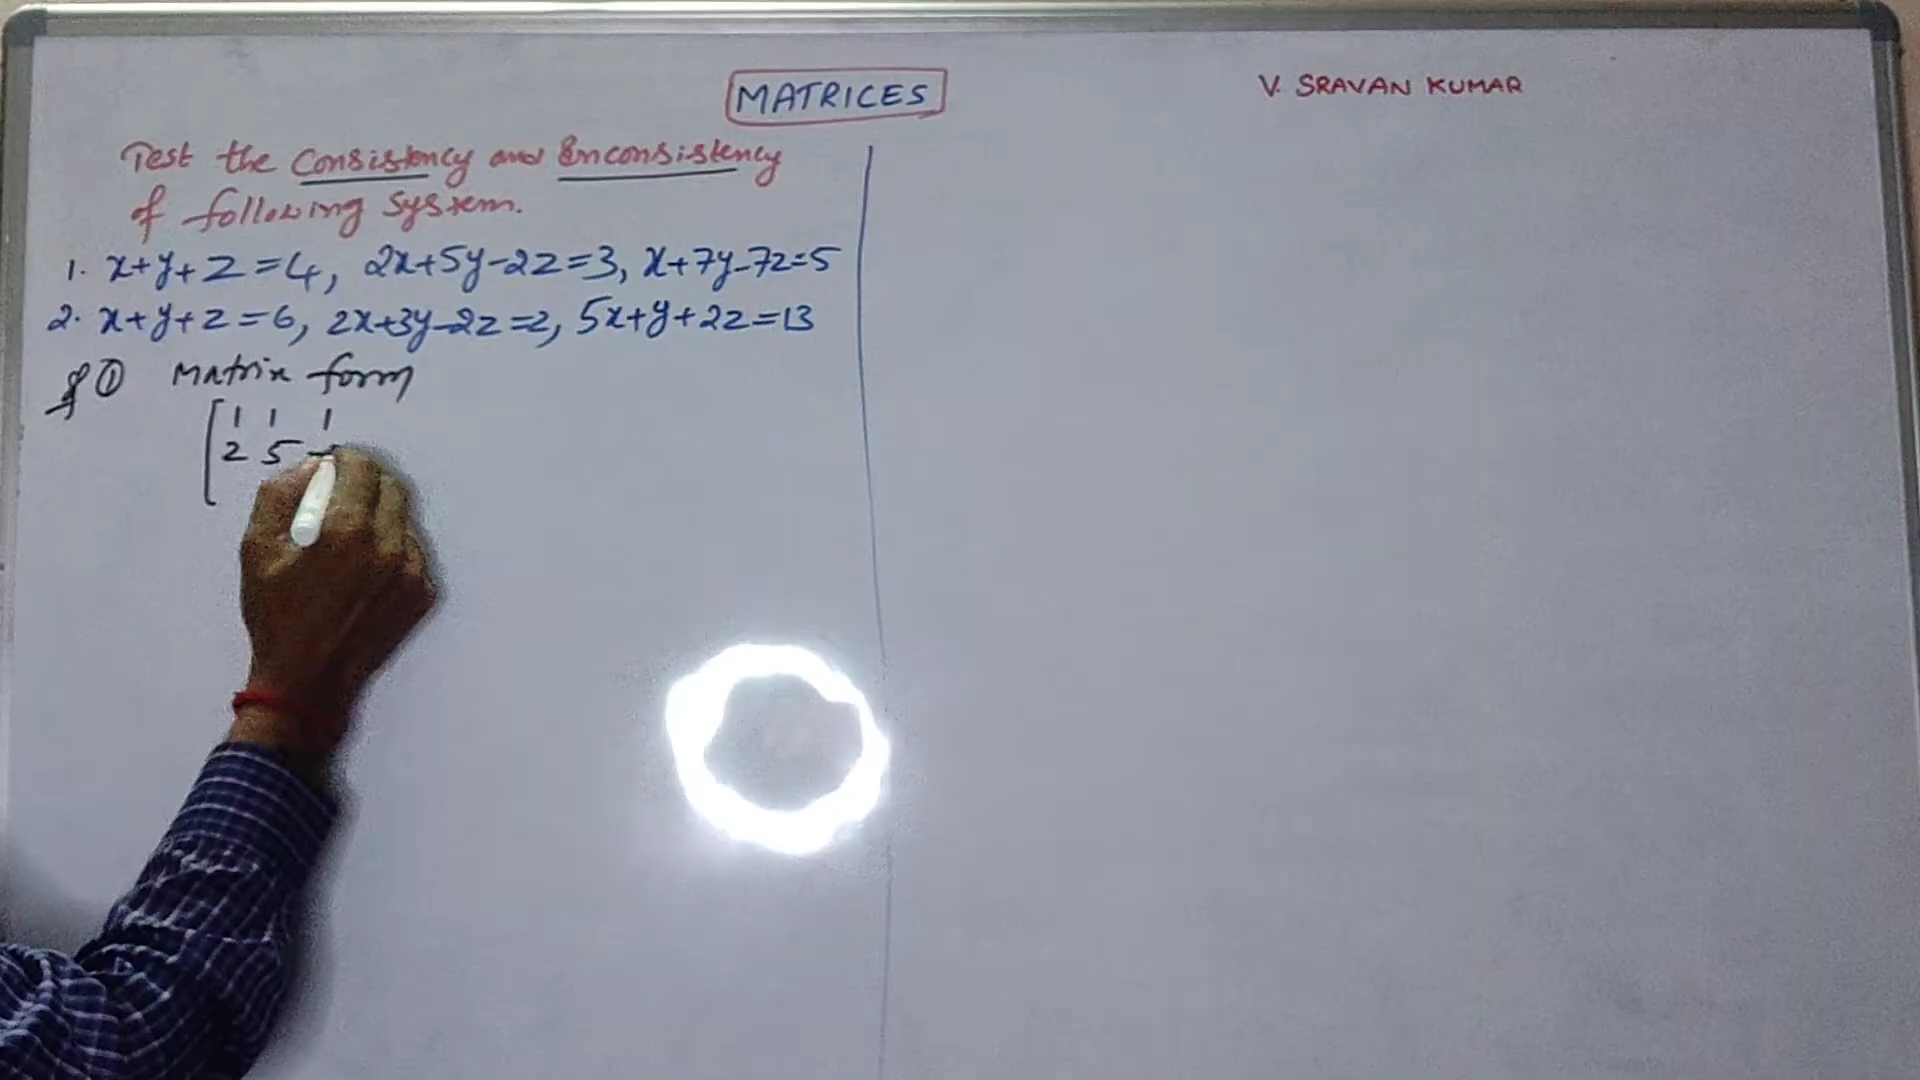 MATRICES
V. SRAVAN KUMAR
Test the Consistency and Inconsistency
of following System.
1. x+y+z=4, 2x+5y-2z=3, x+7y-7z=5
2. x+y+z=6, 2x+3y-2z=2, 5x+y+2z=13
① Matrix form
1 1 1
2 5 -